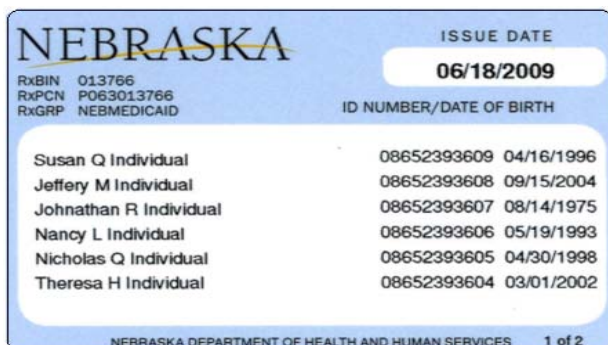 NEBRASKA
ISSUE DATE
06/18/2009
RxBIN 013766
RxPCN P063013766
RxGRP NEBMEDICAID
ID NUMBER/DATE OF BIRTH
Susan Q Individual 08652393609 04/16/1996
Jeffery M Individual 08652393608 09/15/2004
Johnathan R Individual 08652393607 08/14/1975
Nancy L Individual 08652393606 05/19/1993
Nicholas Q Individual 08652393605 04/30/1998
Theresa H Individual 08652393604 03/01/2002
NEBRASKA DEPARTMENT OF HEALTH AND HUMAN SERVICES 1 of 2